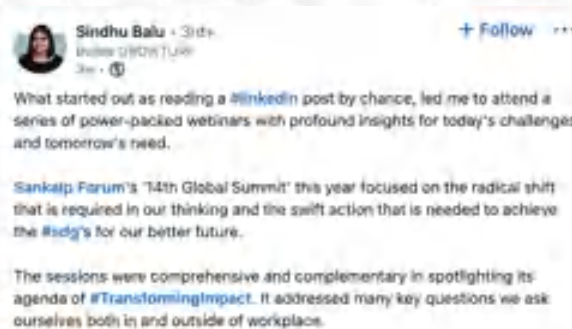 Sindhu Balu · 3rd+
+ Follow ...
3w ·
What started out as reading a #linkedin post by chance, led me to attend a
series of power-packed webinars with profound insights for today's challenges
and tomorrow's need.
Sankalp Forum's '14th Global Summit' this year focused on the radical shift
that is required in our thinking and the swift action that is needed to achieve
the #sdg's for our better future.
The sessions were comprehensive and complementary in spotlighting its
agenda of #TransformingImpact. It addressed many key questions we ask
ourselves both in and outside of workplace.